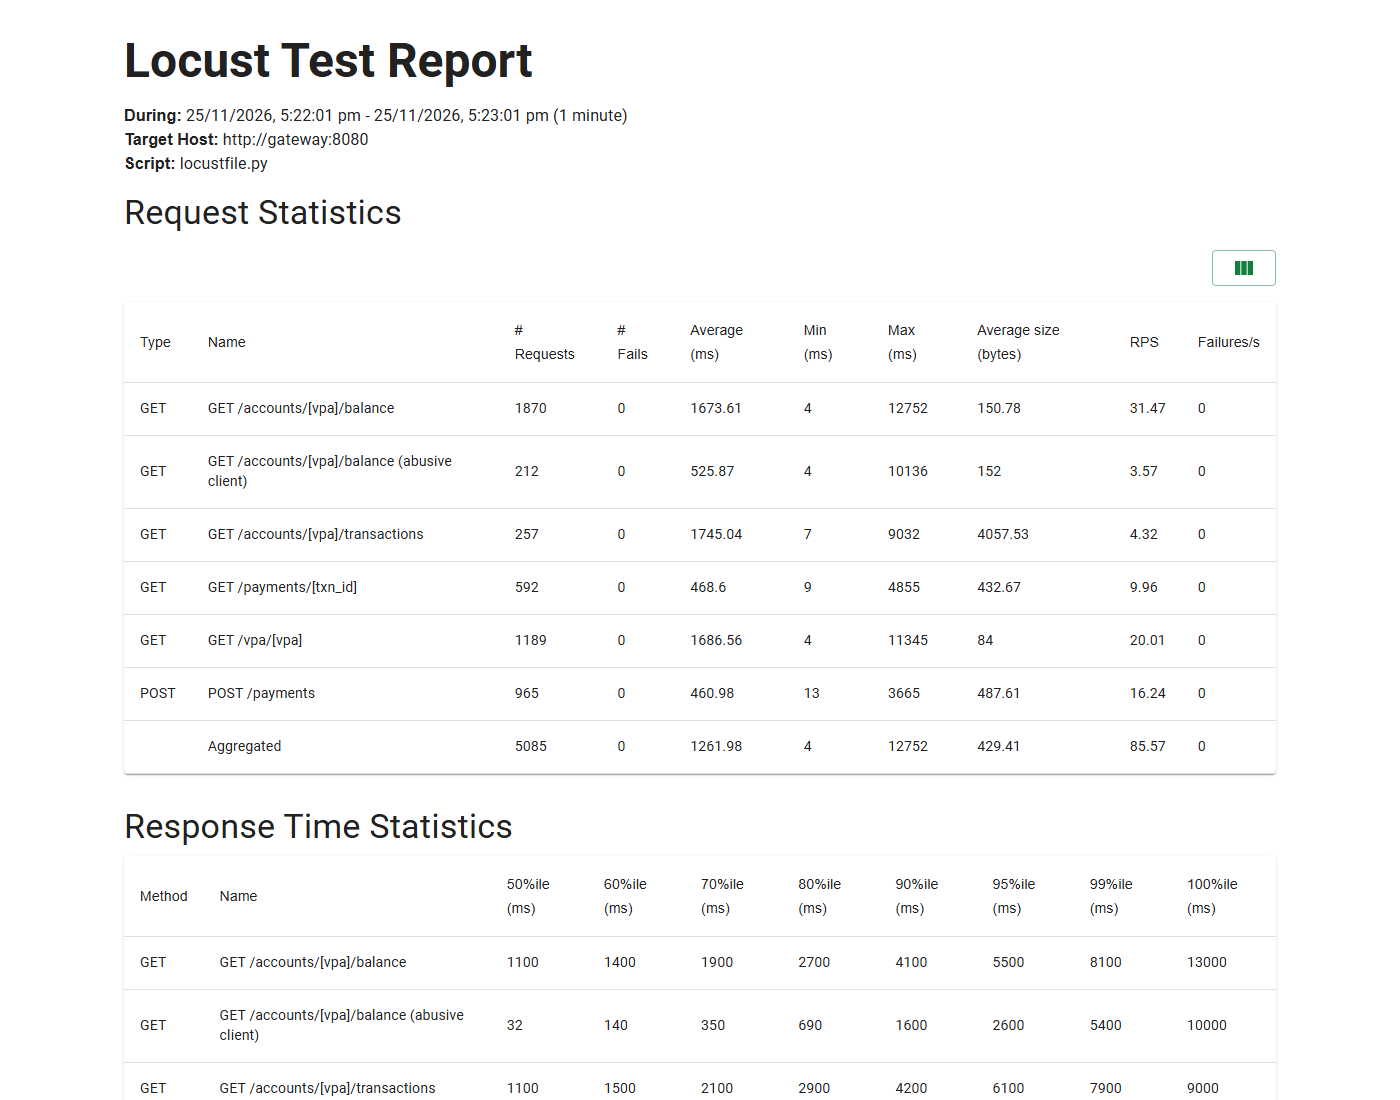 Locust Test Report
During: 25/11/2026, 5:22:01 pm - 25/11/2026, 5:23:01 pm (1 minute)
Target Host: http://gateway:8080
Script: locustfile.py
Request Statistics
Type Name # Requests # Fails Average (ms) Min (ms) Max (ms) Average size (bytes) RPS Failures/s
GET GET /accounts/[vpa]/balance 1870 0 1673.61 4 12752 150.78 31.47 0
GET GET /accounts/[vpa]/balance (abusive client) 212 0 525.87 4 10136 152 3.57 0
GET GET /accounts/[vpa]/transactions 257 0 1745.04 7 9032 4057.53 4.32 0
GET GET /payments/[txn_id] 592 0 468.6 9 4855 432.67 9.96 0
GET GET /vpa/[vpa] 1189 0 1686.56 4 11345 84 20.01 0
POST POST /payments 965 0 460.98 13 3665 487.61 16.24 0
Aggregated 5085 0 1261.98 4 12752 429.41 85.57 0
Response Time Statistics
Method Name 50%ile (ms) 60%ile (ms) 70%ile (ms) 80%ile (ms) 90%ile (ms) 95%ile (ms) 99%ile (ms) 100%ile (ms)
GET GET /accounts/[vpa]/balance 1100 1400 1900 2700 4100 5500 8100 13000
GET GET /accounts/[vpa]/balance (abusive client) 32 140 350 690 1600 2600 5400 10000
GET GET /accounts/[vpa]/transactions 1100 1500 2100 2900 4200 6100 7900 9000